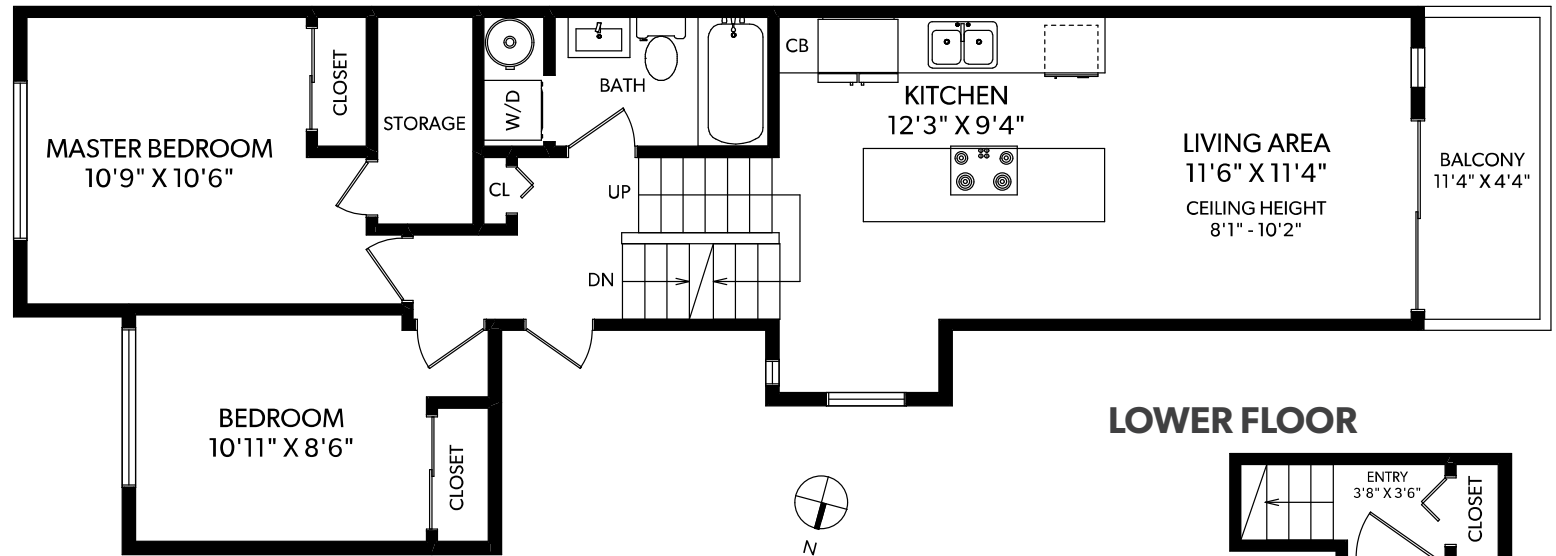 CLOSET
STORAGE
W/D
BATH
CB
KITCHEN
12'3" X 9'4"
MASTER BEDROOM
10'9" X 10'6"
CL
UP
DN
LIVING AREA
11'6" X 11'4"
CEILING HEIGHT
8'1" - 10'2"
BALCONY
11'4" X 4'4"
BEDROOM
10'11" X 8'6"
CLOSET
N
LOWER FLOOR
ENTRY
3'8" X 3'6"
CLOSET